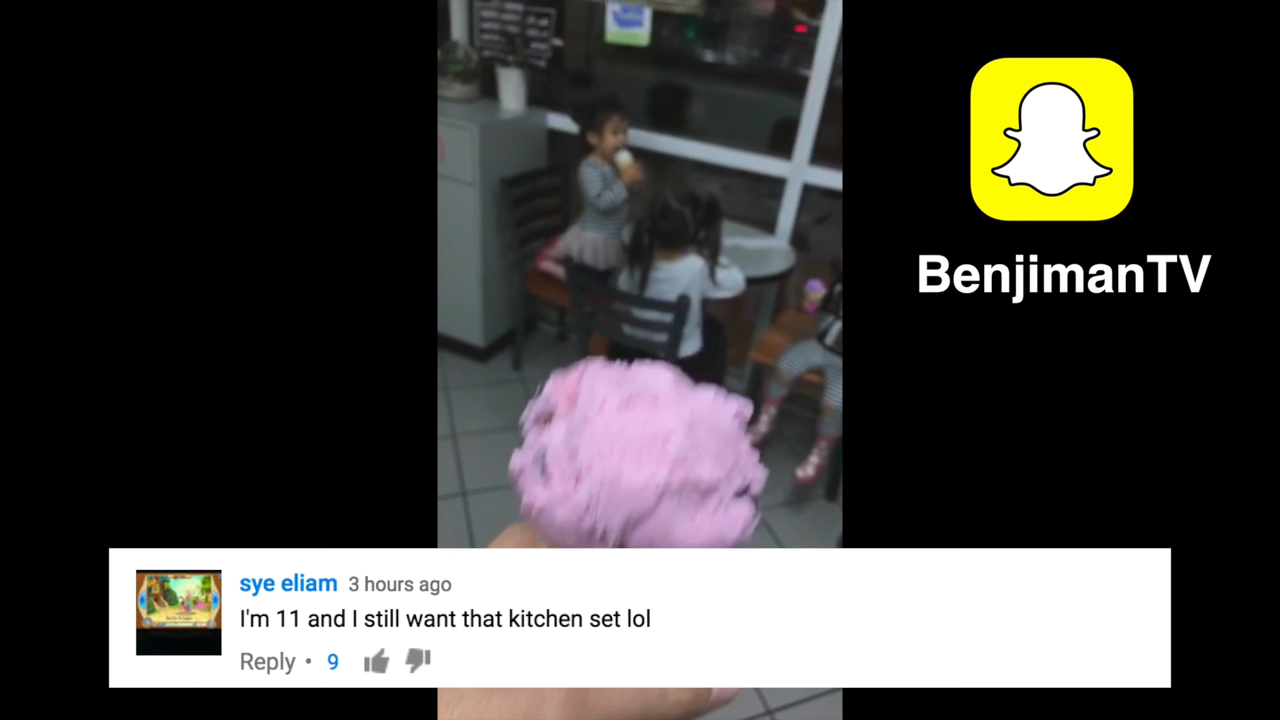 BenjimanTV
sye eliam 3 hours ago
I'm 11 and I still want that kitchen set lol
Reply • 9